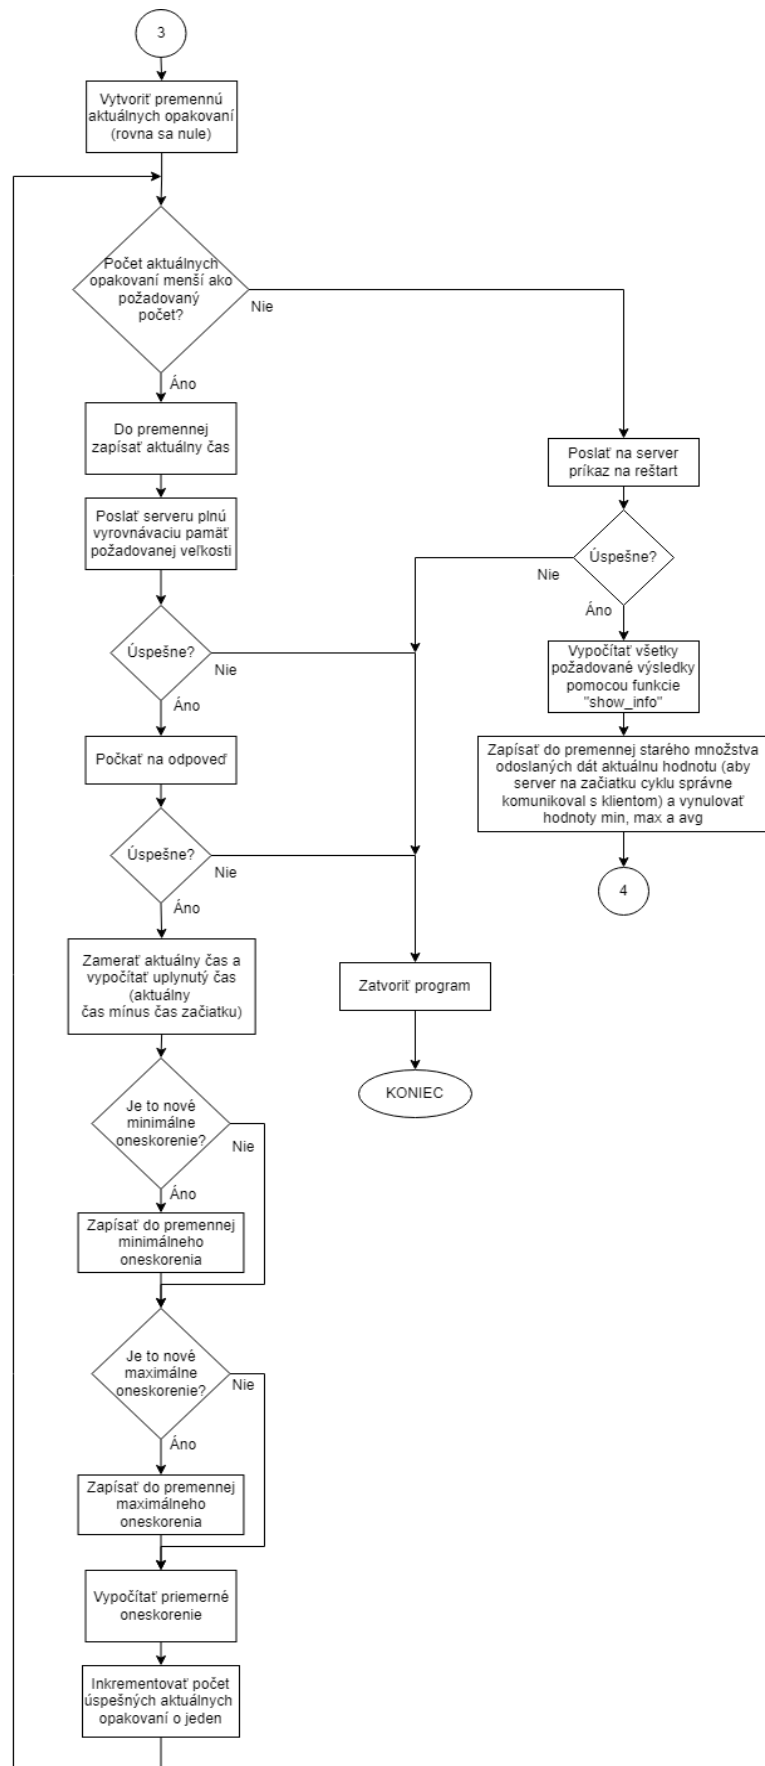 3
Vytvoriť premennú
aktuálnych opakovaní
(rovna sa nule)
Počet aktuálnych
opakovaní menší ako
požadovaný
počet?
Nie
Áno
Do premennej
zapísať aktuálny čas
Poslať serveru plnú
vyrovnávaciu pamäť
požadovanej veľkosti
Úspešne?
Nie
Áno
Počkať na odpoveď
Úspešne?
Nie
Áno
Zamerať aktuálny čas a
vypočítať uplynutý čas
(aktuálny
čas mínus čas začiatku)
Je to nové
minimálne
oneskorenie?
Nie
Áno
Zapísať do premennej
minimálneho
oneskorenia
Je to nové
maximálne
oneskorenie?
Nie
Áno
Zapísať do premennej
maximálneho
oneskorenia
Vypočítať priemerné
oneskorenie
Inkrementovať počet
úspešných aktuálnych
opakovaní o jeden
Poslať na server
príkaz na reštart
Úspešne?
Nie
Áno
Vypočítať všetky
požadované výsledky
pomocou funkcie
"show_info"
Zapísať do premennej starého množstva
odoslaných dát aktuálnu hodnotu (aby
server na začiatku cyklu správne
komunikoval s klientom) a vynulovať
hodnoty min, max a avg
4
Zatvoriť program
KONIEC